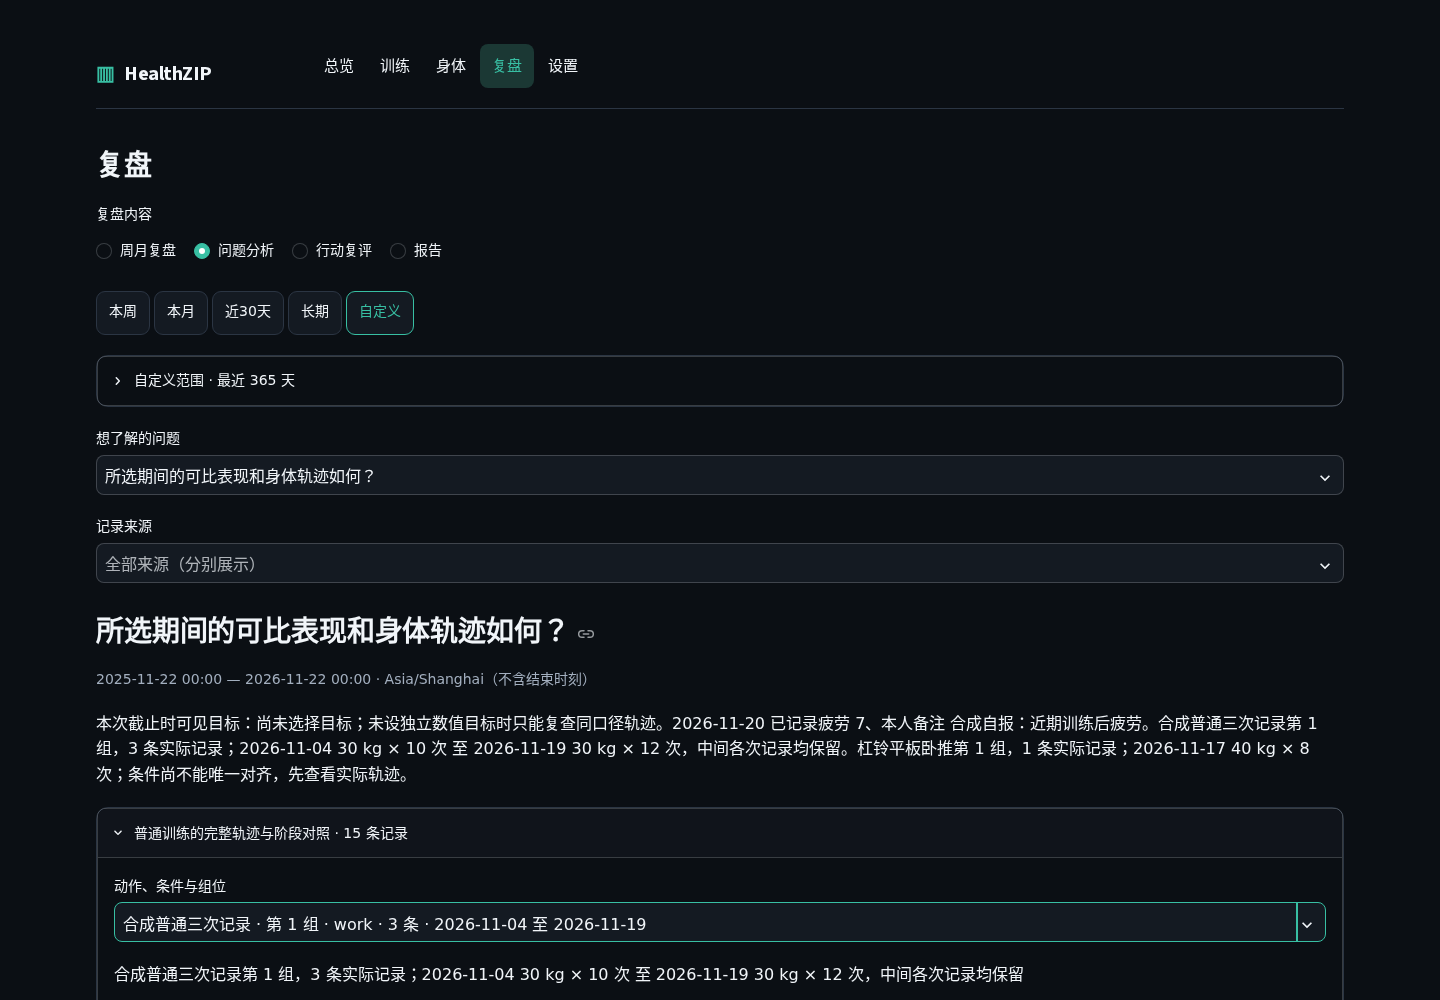 HealthZIP
总览 训练 身体 复盘 设置
复盘
复盘内容
周月复盘 问题分析 行动复评 报告
本周 本月 近30天 长期 自定义
自定义范围 · 最近 365 天
想了解的问题
所选期间的可比表现和身体轨迹如何？
记录来源
全部来源（分别展示）
所选期间的可比表现和身体轨迹如何？
2025-11-22 00:00 — 2026-11-22 00:00 · Asia/Shanghai（不含结束时刻）
本次截止时可见目标：尚未选择目标；未设独立数值目标时只能复查同口径轨迹。2026-11-20 已记录疲劳 7、本人备注 合成自报：近期训练后疲劳。合成普通三次记录第 1
组，3 条实际记录；2026-11-04 30 kg × 10 次 至 2026-11-19 30 kg × 12 次，中间各次记录均保留。杠铃平板卧推第 1 组，1 条实际记录；2026-11-17 40 kg × 8
次；条件尚不能唯一对齐，先查看实际轨迹。
普通训练的完整轨迹与阶段对照 · 15 条记录
动作、条件与组位
合成普通三次记录 · 第 1 组 · work · 3 条 · 2026-11-04 至 2026-11-19
合成普通三次记录第 1 组，3 条实际记录；2026-11-04 30 kg × 10 次 至 2026-11-19 30 kg × 12 次，中间各次记录均保留